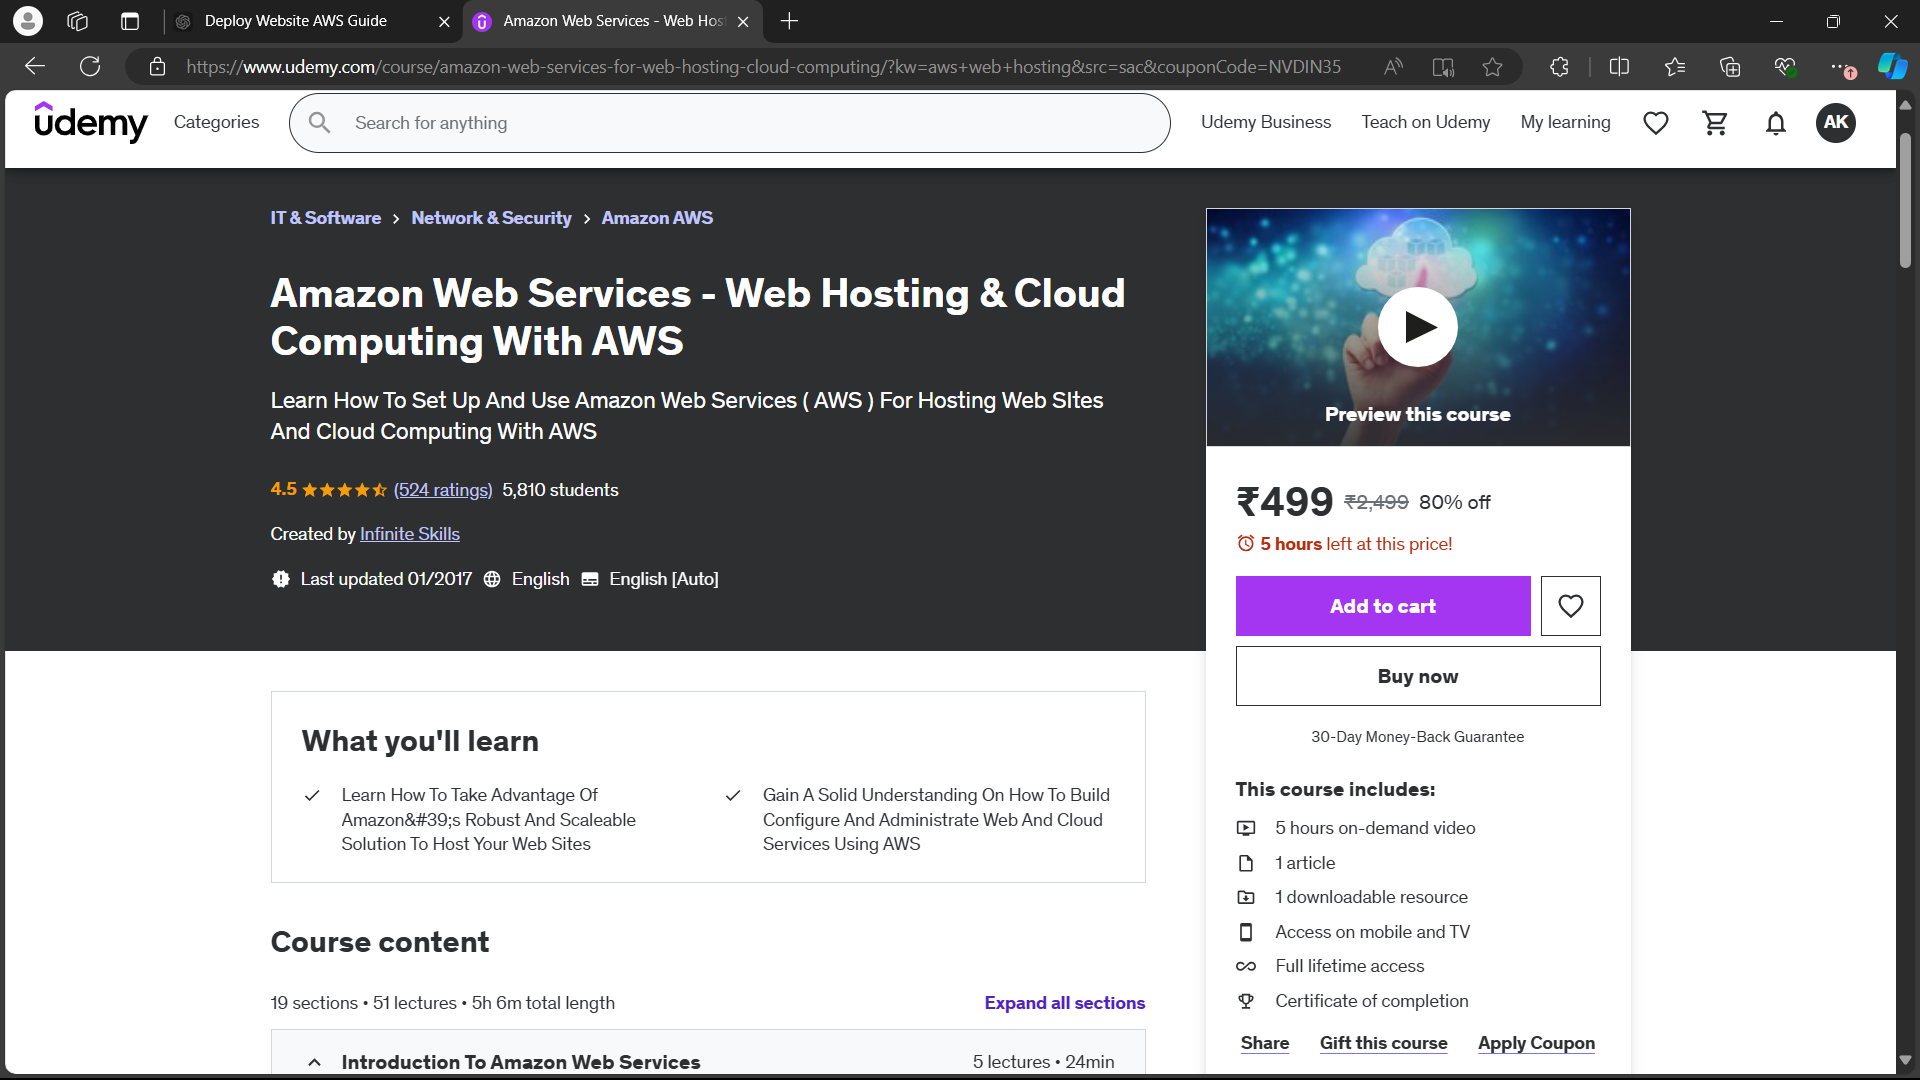 Deploy Website AWS Guide
Amazon Web Services - Web Hos
https://www.udemy.com/course/amazon-web-services-for-web-hosting-cloud-computing/?kw=aws+web+hosting&src=sac&couponCode=NVDIN35
udemy
Categories
Search for anything
Udemy Business
Teach on Udemy
My learning
AK
IT & Software > Network & Security > Amazon AWS
Amazon Web Services - Web Hosting & Cloud
Computing With AWS
Learn How To Set Up And Use Amazon Web Services ( AWS ) For Hosting Web SItes
And Cloud Computing With AWS
4.5 (524 ratings) 5,810 students
Created by Infinite Skills
Last updated 01/2017 English English [Auto]
Preview this course
₹499 ₹2,499 80% off
5 hours left at this price!
Add to cart
Buy now
30-Day Money-Back Guarantee
This course includes:
5 hours on-demand video
1 article
1 downloadable resource
Access on mobile and TV
Full lifetime access
Certificate of completion
Share
Gift this course
Apply Coupon
What you'll learn
Learn How To Take Advantage Of
Amazon&#39;s Robust And Scaleable
Solution To Host Your Web Sites
Gain A Solid Understanding On How To Build
Configure And Administrate Web And Cloud
Services Using AWS
Course content
19 sections • 51 lectures • 5h 6m total length
Expand all sections
Introduction To Amazon Web Services
5 lectures • 24min